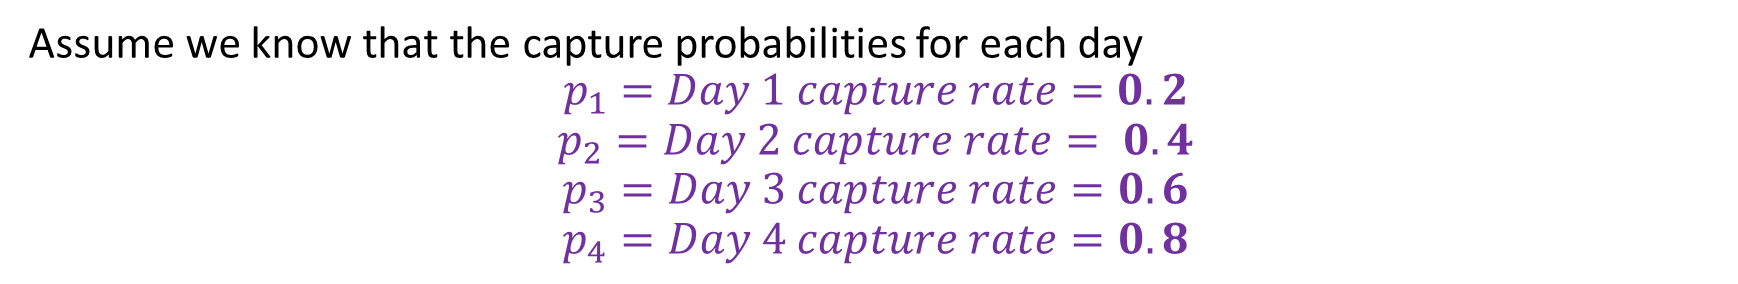 Assume we know that the capture probabilities for each day
p₁ = Day 1 capture rate = 0.2
p₂ = Day 2 capture rate = 0.4
p₃ = Day 3 capture rate = 0.6
p₄ = Day 4 capture rate = 0.8